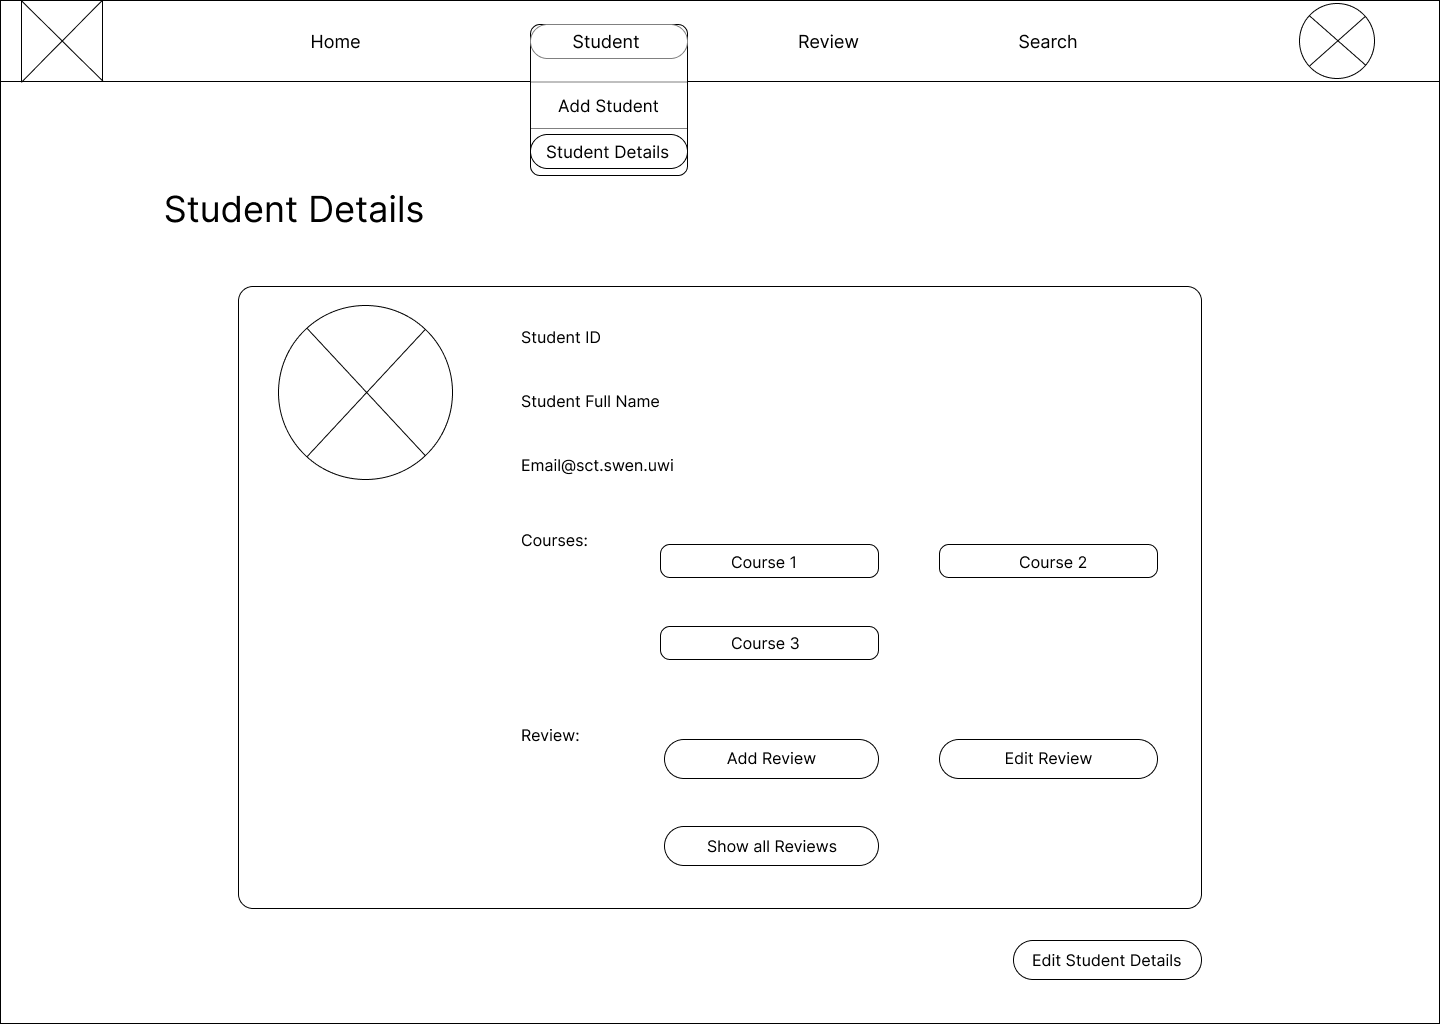 Home
Student
Review
Search
Add Student
Student Details
Student Details
Student ID
Student Full Name
Email@sct.swen.uwi
Courses:
Course 1
Course 2
Course 3
Review:
Add Review
Edit Review
Show all Reviews
Edit Student Details